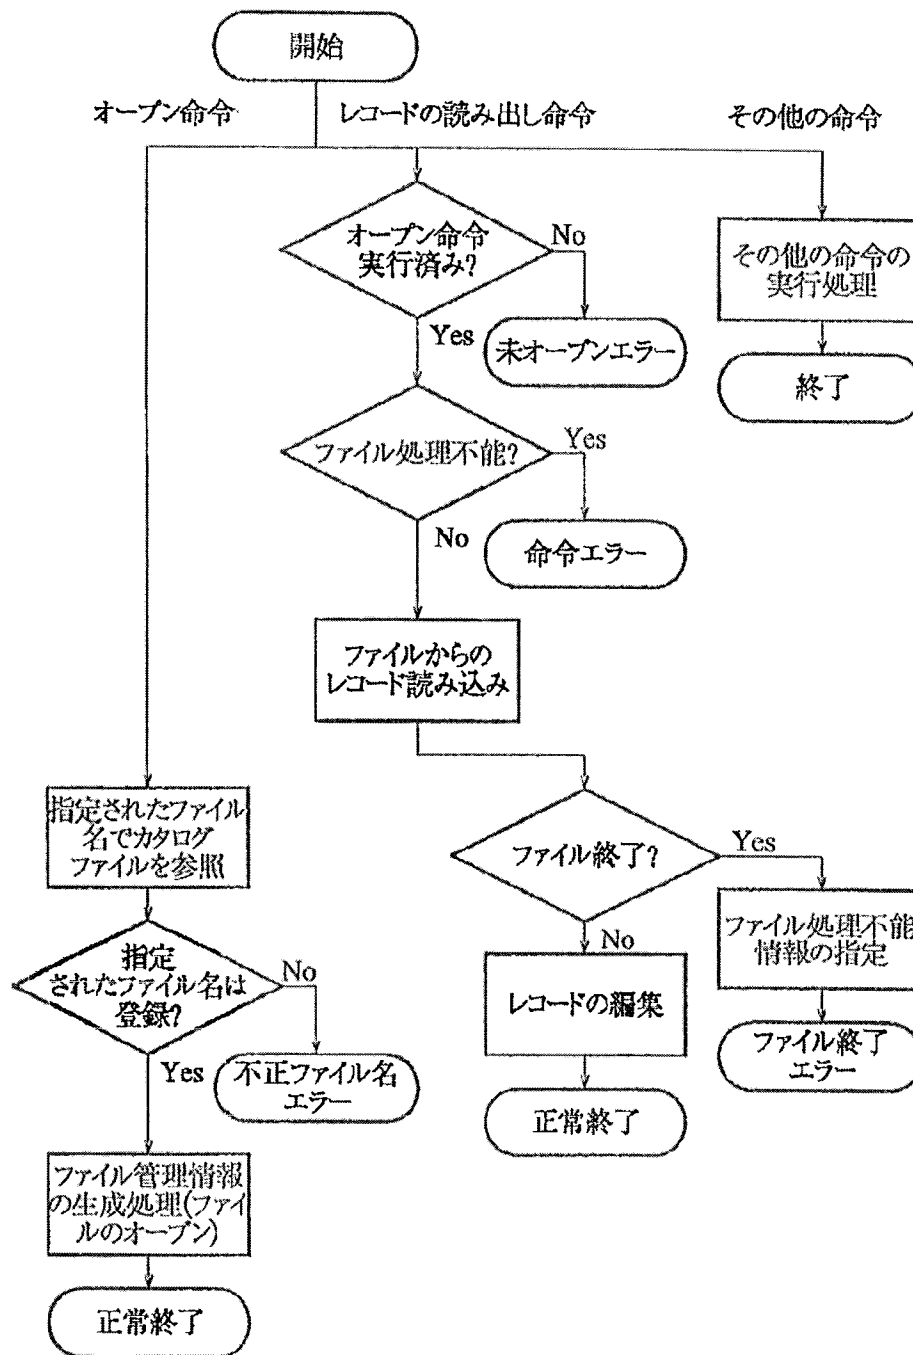 開始
オープン命令
レコードの読み出し命令
その他の命令
オープン命令
実行済み?
No
Yes
未オープンエラー
その他の命令の
実行処理
終了
ファイル処理不能?
Yes
No
命令エラー
ファイルからの
レコード読み込み
指定されたファイル
名でカタログ
ファイルを参照
ファイル終了?
Yes
No
ファイル処理不能
情報の指定
指定
されたファイル名は
登録?
No
Yes
レコードの編集
ファイル終了
エラー
不正ファイル名
エラー
正常終了
ファイル管理情報
の生成処理(ファイ
ルのオープン)
正常終了